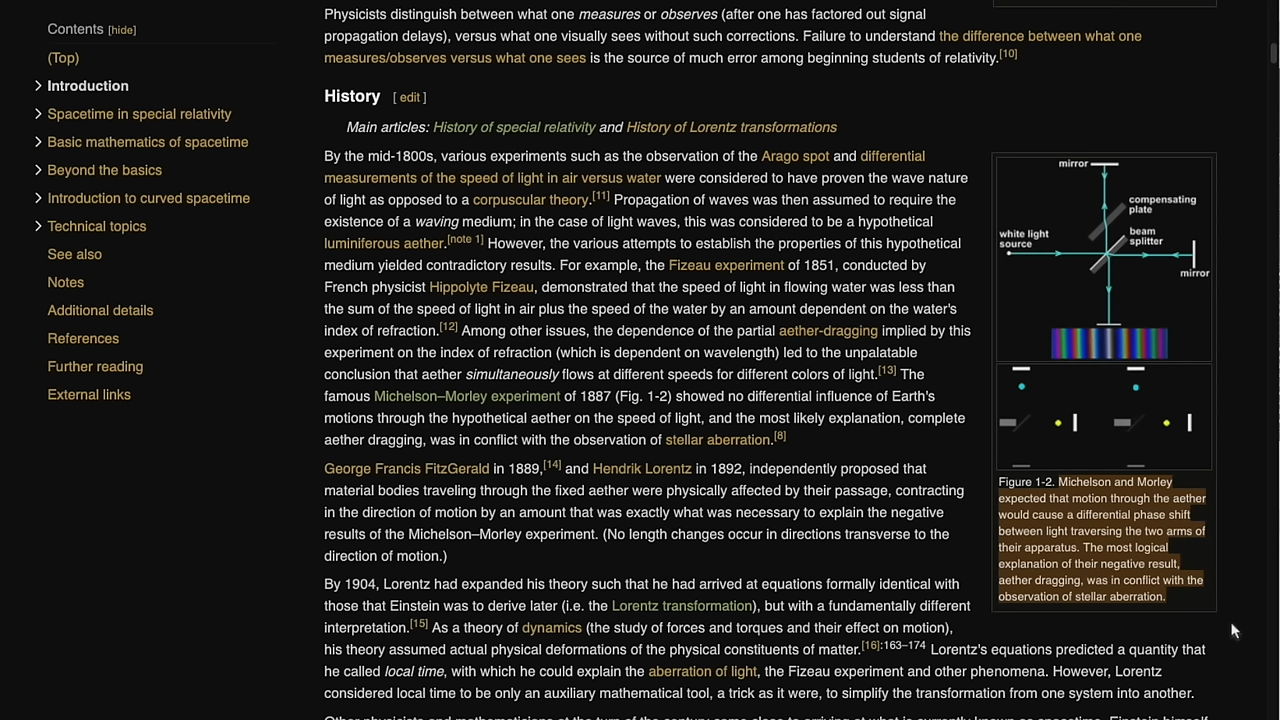 Contents [hide]
(Top)
Introduction
Spacetime in special relativity
Basic mathematics of spacetime
Beyond the basics
Introduction to curved spacetime
Technical topics
See also
Notes
Additional details
References
Further reading
External links
Physicists distinguish between what one measures or observes (after one has factored out signal
propagation delays), versus what one visually sees without such corrections. Failure to understand the difference between what one
measures/observes versus what one sees is the source of much error among beginning students of relativity.[10]
History [ edit ]
Main articles: History of special relativity and History of Lorentz transformations
By the mid-1800s, various experiments such as the observation of the Arago spot and differential
measurements of the speed of light in air versus water were considered to have proven the wave nature
of light as opposed to a corpuscular theory.[11] Propagation of waves was then assumed to require the
existence of a waving medium; in the case of light waves, this was considered to be a hypothetical
luminiferous aether.[note 1] However, the various attempts to establish the properties of this hypothetical
medium yielded contradictory results. For example, the Fizeau experiment of 1851, conducted by
French physicist Hippolyte Fizeau, demonstrated that the speed of light in flowing water was less than
the sum of the speed of light in air plus the speed of the water by an amount dependent on the water's
index of refraction.[12] Among other issues, the dependence of the partial aether-dragging implied by this
experiment on the index of refraction (which is dependent on wavelength) led to the unpalatable
conclusion that aether simultaneously flows at different speeds for different colors of light.[13] The
famous Michelson–Morley experiment of 1887 (Fig. 1-2) showed no differential influence of Earth's
motions through the hypothetical aether on the speed of light, and the most likely explanation, complete
aether dragging, was in conflict with the observation of stellar aberration.[8]
George Francis FitzGerald in 1889,[14] and Hendrik Lorentz in 1892, independently proposed that
material bodies traveling through the fixed aether were physically affected by their passage, contracting
in the direction of motion by an amount that was exactly what was necessary to explain the negative
results of the Michelson–Morley experiment. (No length changes occur in directions transverse to the
direction of motion.)
By 1904, Lorentz had expanded his theory such that he had arrived at equations formally identical with
those that Einstein was to derive later (i.e. the Lorentz transformation), but with a fundamentally different
interpretation.[15] As a theory of dynamics (the study of forces and torques and their effect on motion),
his theory assumed actual physical deformations of the physical constituents of matter.[16]:163–174 Lorentz's equations predicted a quantity that
he called local time, with which he could explain the aberration of light, the Fizeau experiment and other phenomena. However, Lorentz
considered local time to be only an auxiliary mathematical tool, a trick as it were, to simplify the transformation from one system into another.
Other physicists and mathematicians at the turn of the century came close to arriving at what is currently known as spacetime. Einstein himself
mirror
compensating
plate
white light
source
beam
splitter
mirror
Figure 1-2. Michelson and Morley
expected that motion through the aether
would cause a differential phase shift
between light traversing the two arms of
their apparatus. The most logical
explanation of their negative result,
aether dragging, was in conflict with the
observation of stellar aberration.